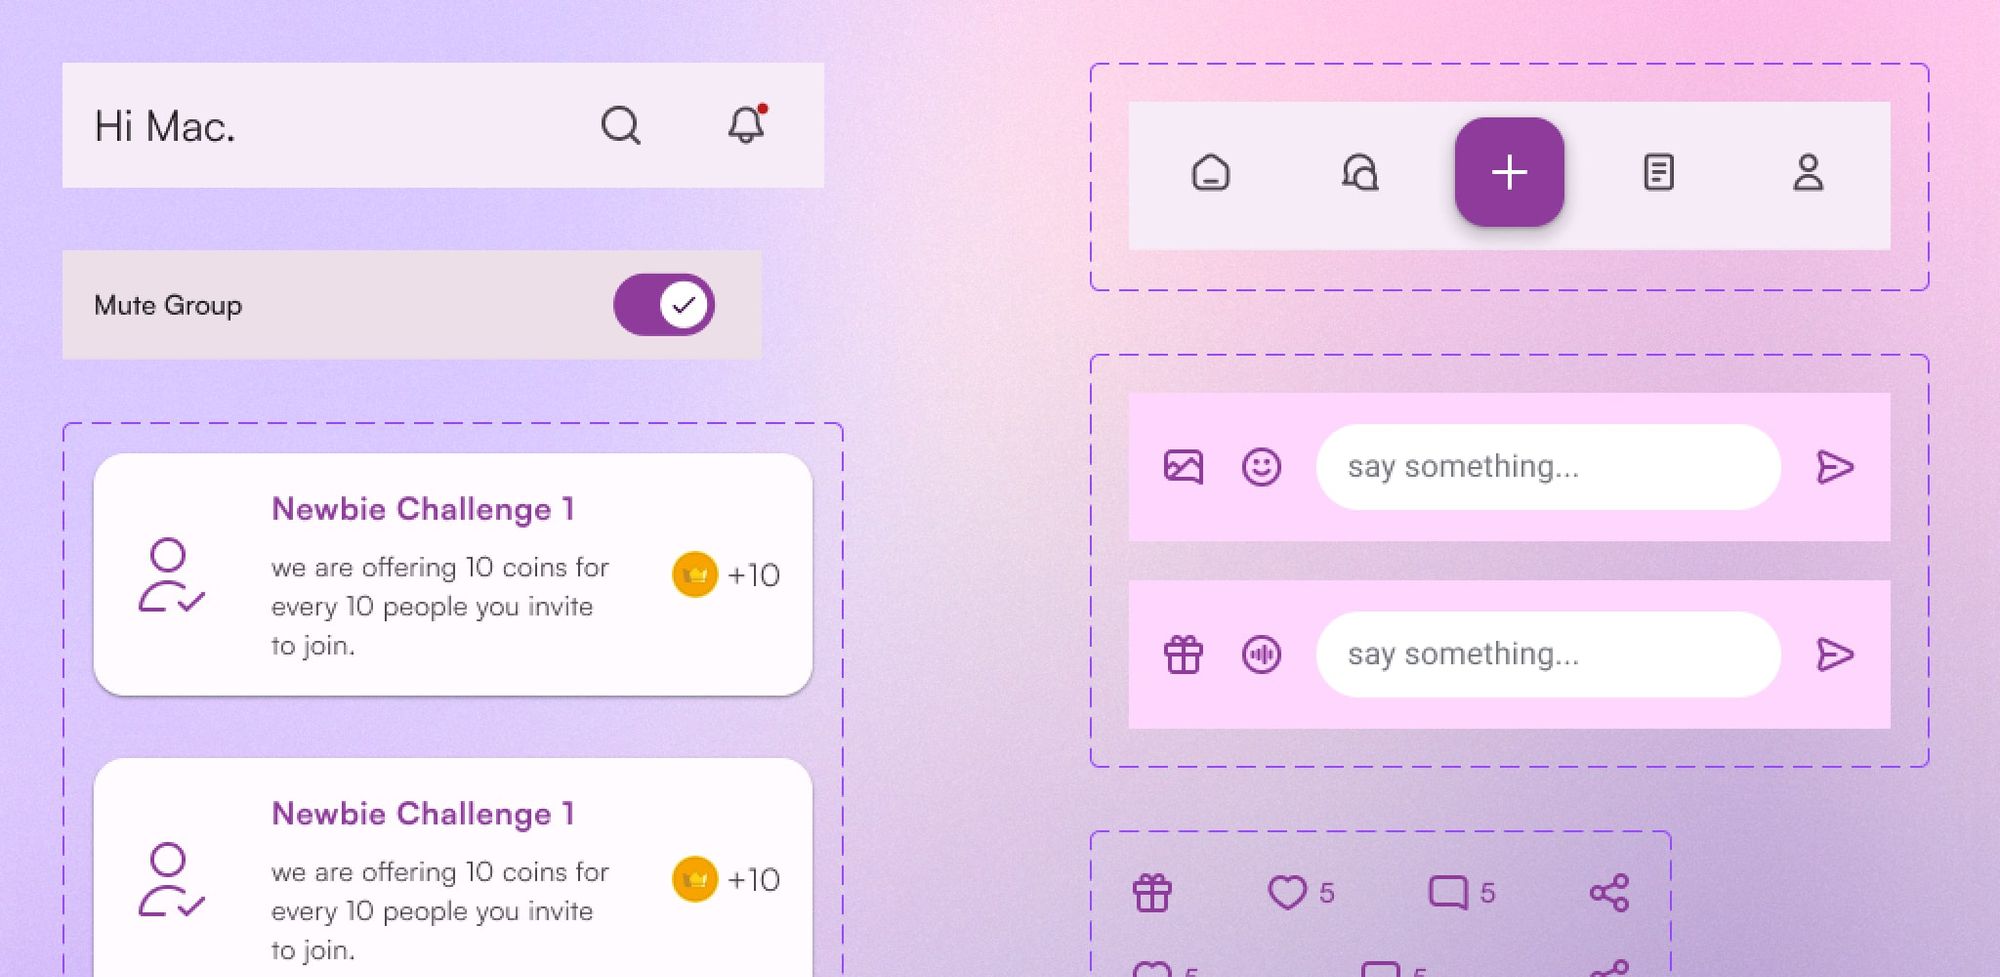 Hi Mac.
Mute Group
Newbie Challenge 1
we are offering 10 coins for
every 10 people you invite
to join.
+10
Newbie Challenge 1
we are offering 10 coins for
every 10 people you invite
to join.
+10
say something...
say something...
5 5
5 5